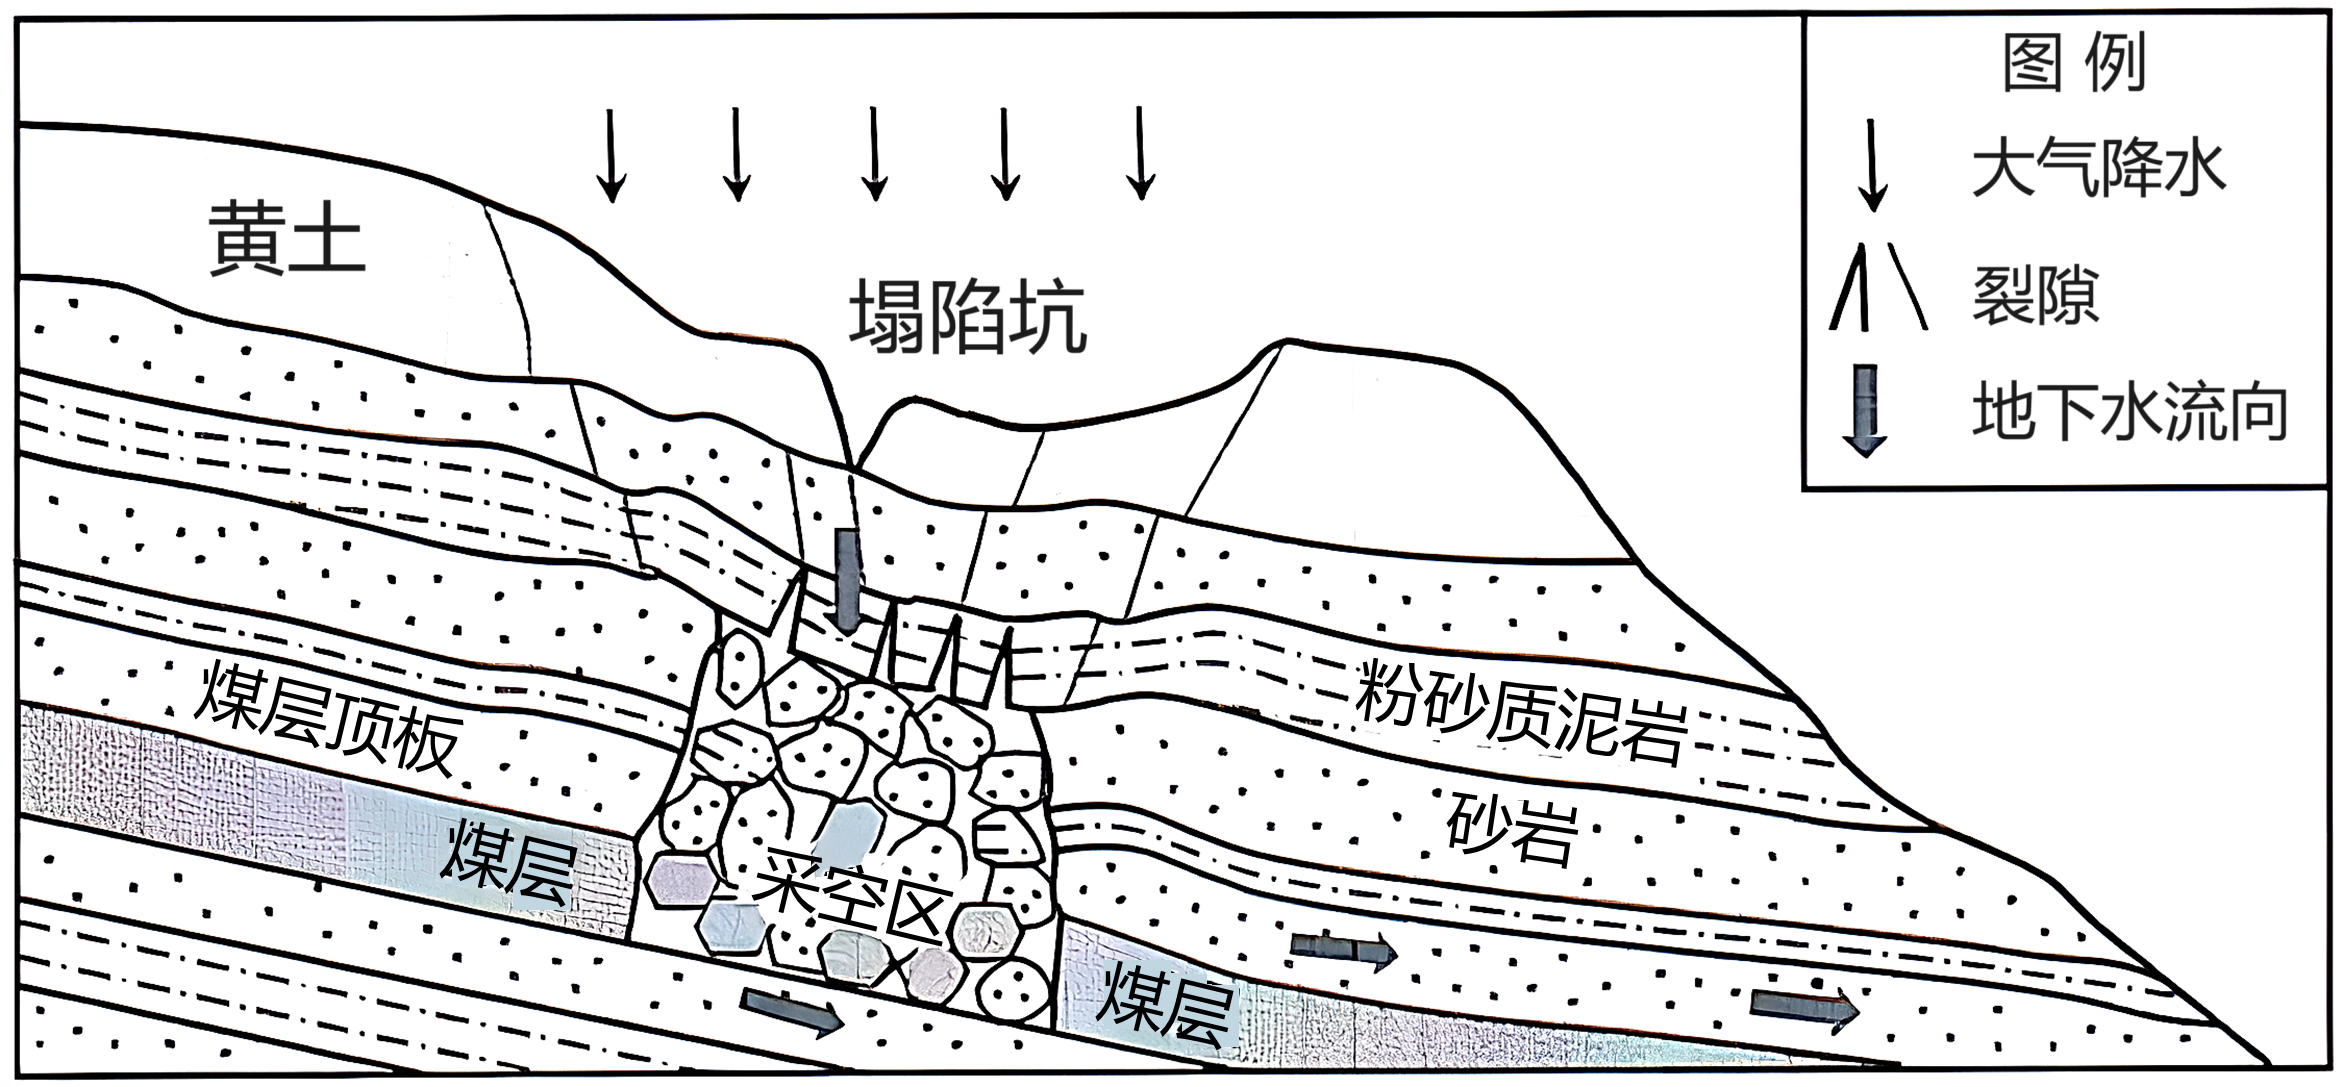 图 例
大气降水
裂隙
地下水流向
黄土
塌陷坑
煤层顶板
粉砂质泥岩
砂岩
煤层
采空区
煤层